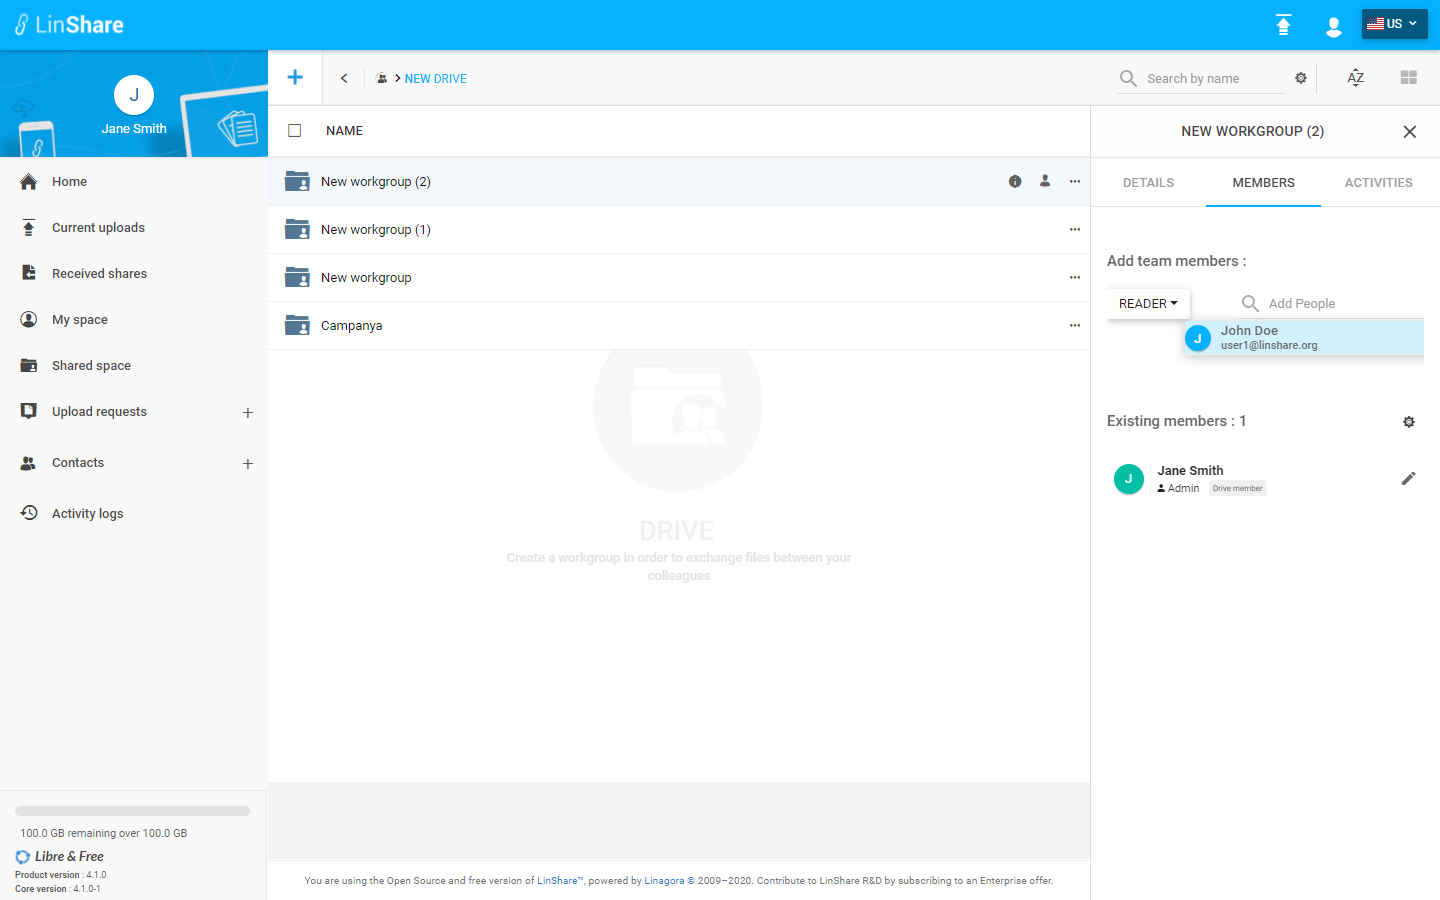 LinShare
US
J
Jane Smith
NEW DRIVE
Search by name
AZ
Home
Current uploads
Received shares
My space
Shared space
Upload requests
Contacts
Activity logs
100.0 GB remaining over 100.0 GB
Libre & Free
Product version : 4.1.0
Core version : 4.1.0-1
NAME
New workgroup (2)
New workgroup (1)
New workgroup
Campanya
DRIVE
Create a workgroup in order to exchange files between your
colleagues
You are using the Open Source and free version of LinShare™, powered by Linagora © 2009–2020. Contribute to LinShare R&D by subscribing to an Enterprise offer.
NEW WORKGROUP (2)
DETAILS
MEMBERS
ACTIVITIES
Add team members :
READER
Add People
J
John Doe
user1@linshare.org
Existing members : 1
J
Jane Smith
Admin
Drive member